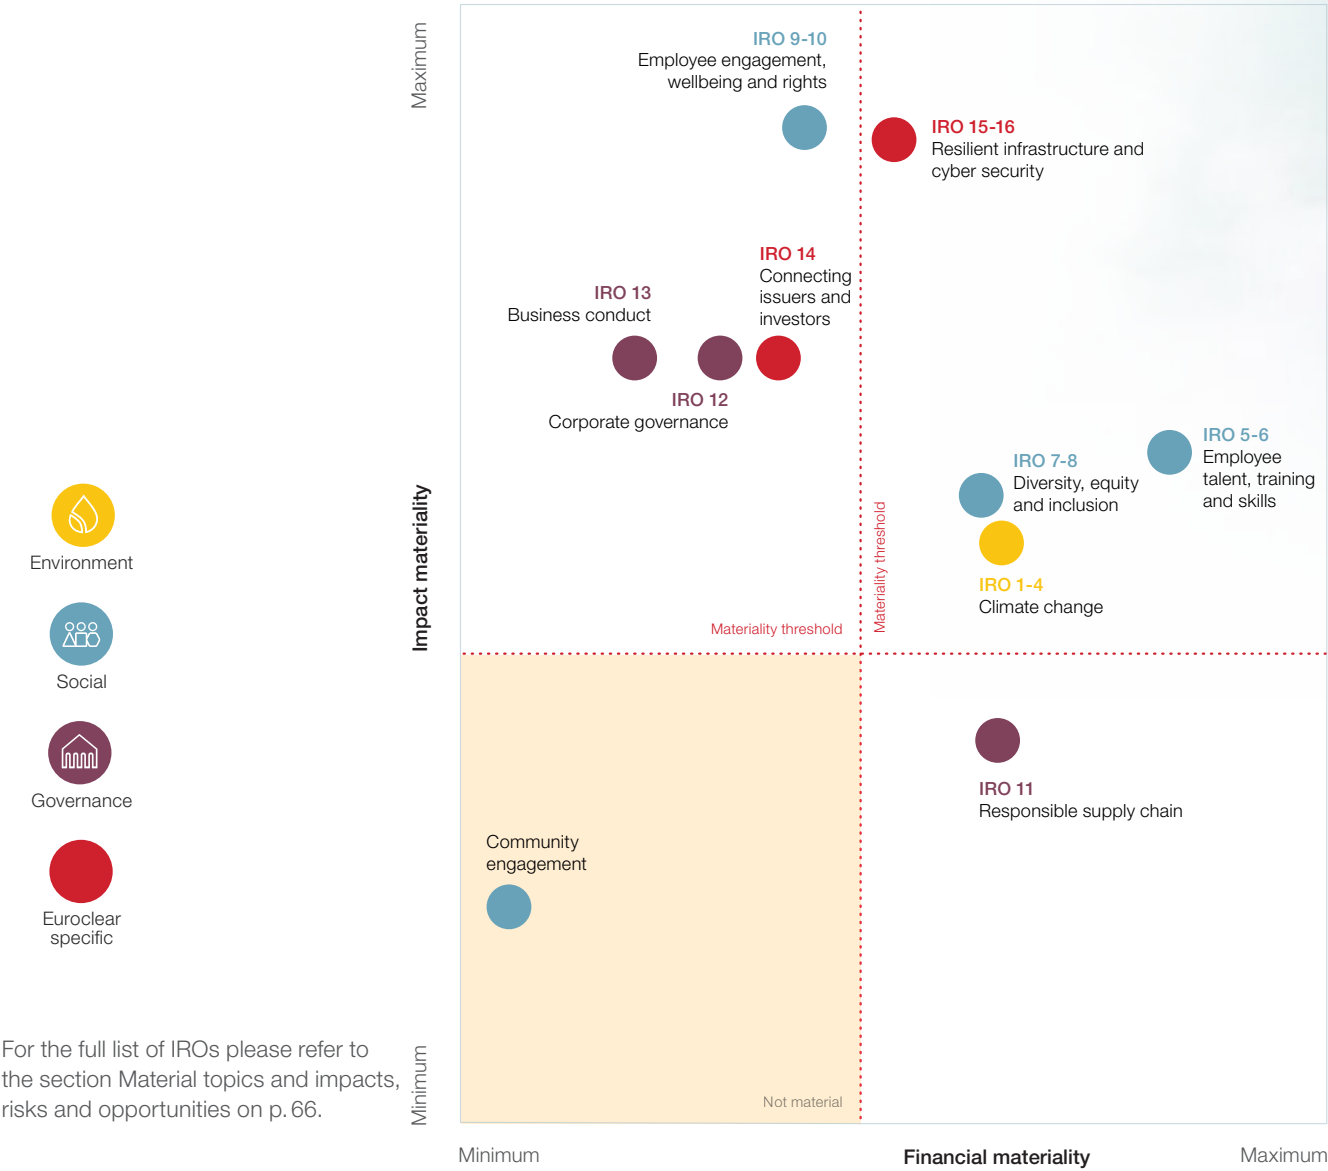 Maximum
IRO 9-10
Employee engagement,
wellbeing and rights
IRO 15-16
Resilient infrastructure and
cyber security
IRO 14
Connecting
issuers and
investors
IRO 13
Business conduct
IRO 12
Corporate governance
IRO 5-6
Employee
talent, training
and skills
IRO 7-8
Diversity, equity
and inclusion
IRO 1-4
Climate change
Materiality threshold
Materiality threshold
Impact materiality
Environment
Social
Governance
Euroclear
specific
IRO 11
Responsible supply chain
Community
engagement
Not material
For the full list of IROs please refer to
the section Material topics and impacts,
risks and opportunities on p. 66.
Minimum
Minimum
Financial materiality
Maximum